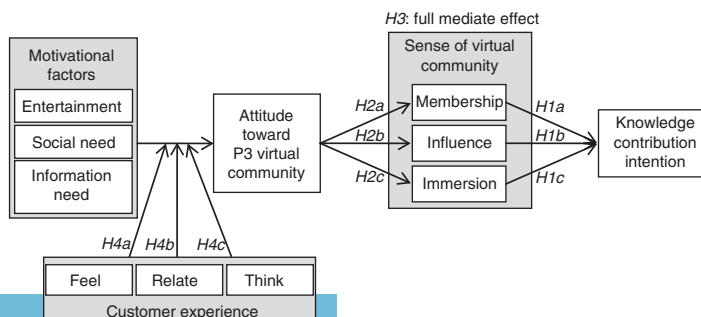 H3: full mediate effect
Motivational
factors
Entertainment
Social need
Information
need
Attitude
toward
P3 virtual
community
H2a
H2b
H2c
Sense of virtual
community
Membership
Influence
Immersion
H1a
H1b
H1c
Knowledge
contribution
intention
H4a
H4b
H4c
Feel
Relate
Think
Customer experience